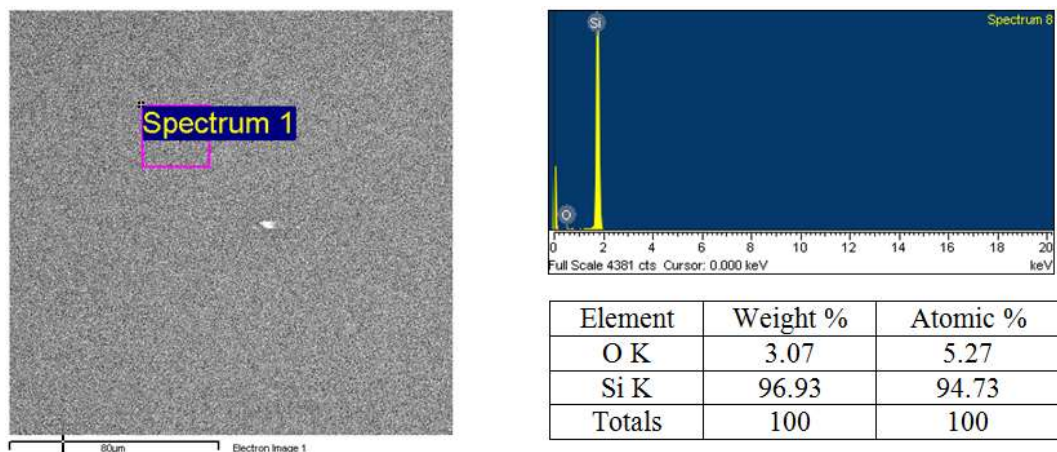 Spectrum 1
80µm
Electron Image 1
Spectrum 8
Si
O
0 2 4 6 8 10 12 14 16 18 20
Full Scale 4381 cts Cursor: 0.000 keV keV
Element Weight % Atomic %
O K 3.07 5.27
Si K 96.93 94.73
Totals 100 100